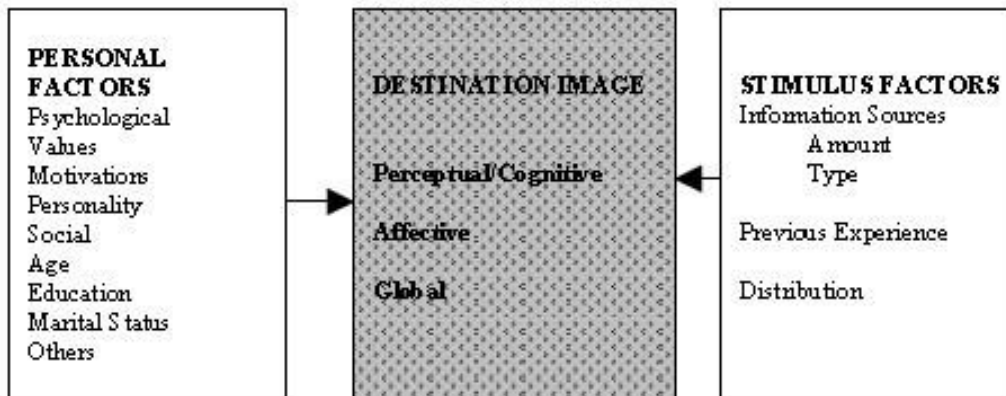 PERSONAL
FACTORS
Psychological
Values
Motivations
Personality
Social
Age
Education
Marital Status
Others
DESTINATION IMAGE
Perceptual/Cognitive
Affective
Global
STIMULUS FACTORS
Information Sources
Amount
Type
Previous Experience
Distribution